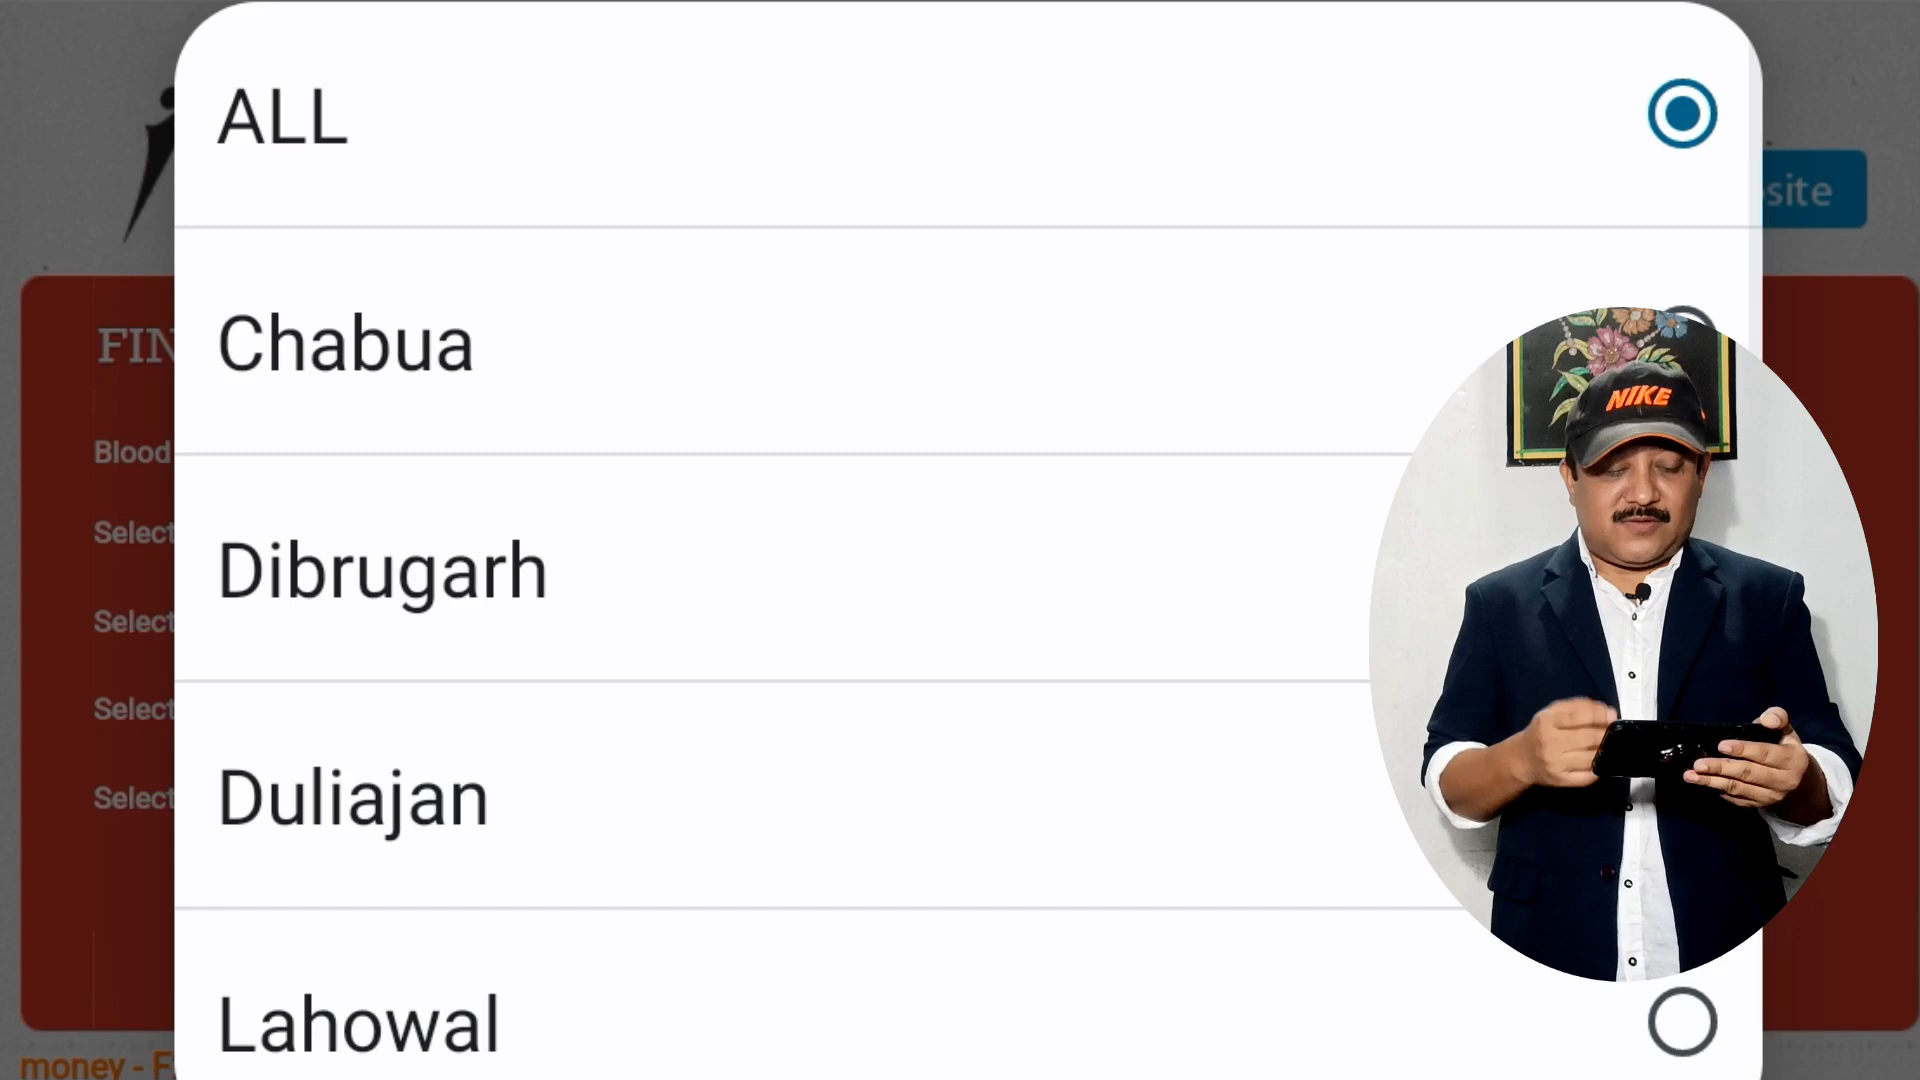 ALL
site
Chabua
FIN
NIKE
Blood
Dibrugarh
Select
Select
Select
Duliajan
Select
Lahowal
money - F